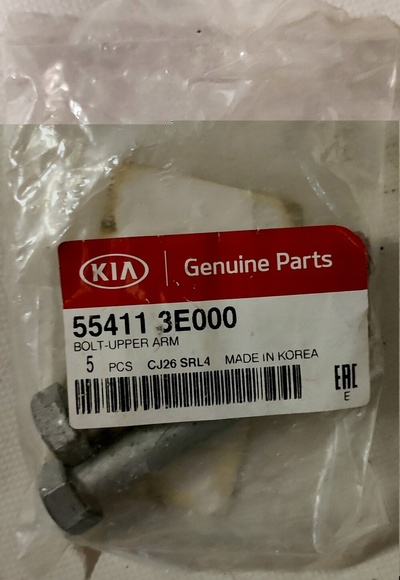 KIA Genuine Parts
55411 3E000
BOLT-UPPER ARM
5 PCS CJ26 SRL4 MADE IN KOREA
EAC
E